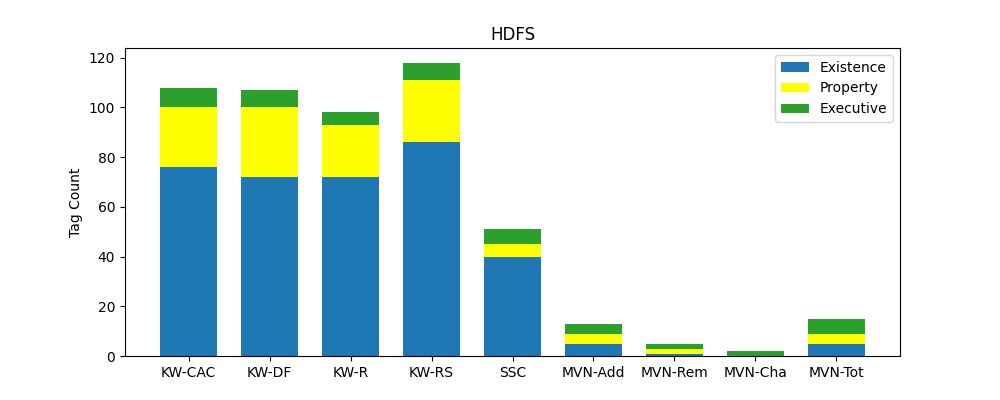 HDFS
Existence
Property
Executive
Tag Count
120
100
80
60
40
20
0
KW-CAC KW-DF KW-R KW-RS SSC MVN-Add MVN-Rem MVN-Cha MVN-Tot